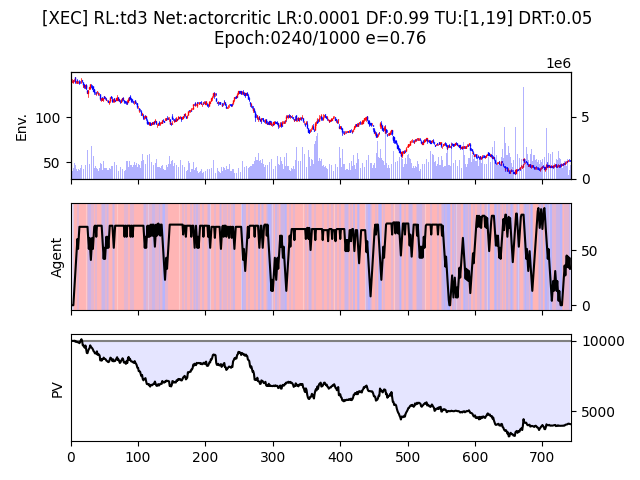 [XEC] RL:td3 Net:actorcritic LR:0.0001 DF:0.99 TU:[1,19] DRT:0.05
Epoch:0240/1000 e=0.76
1e6
Env.
100
50
5
0
Agent
50
0
PV
10000
5000
0 100 200 300 400 500 600 700